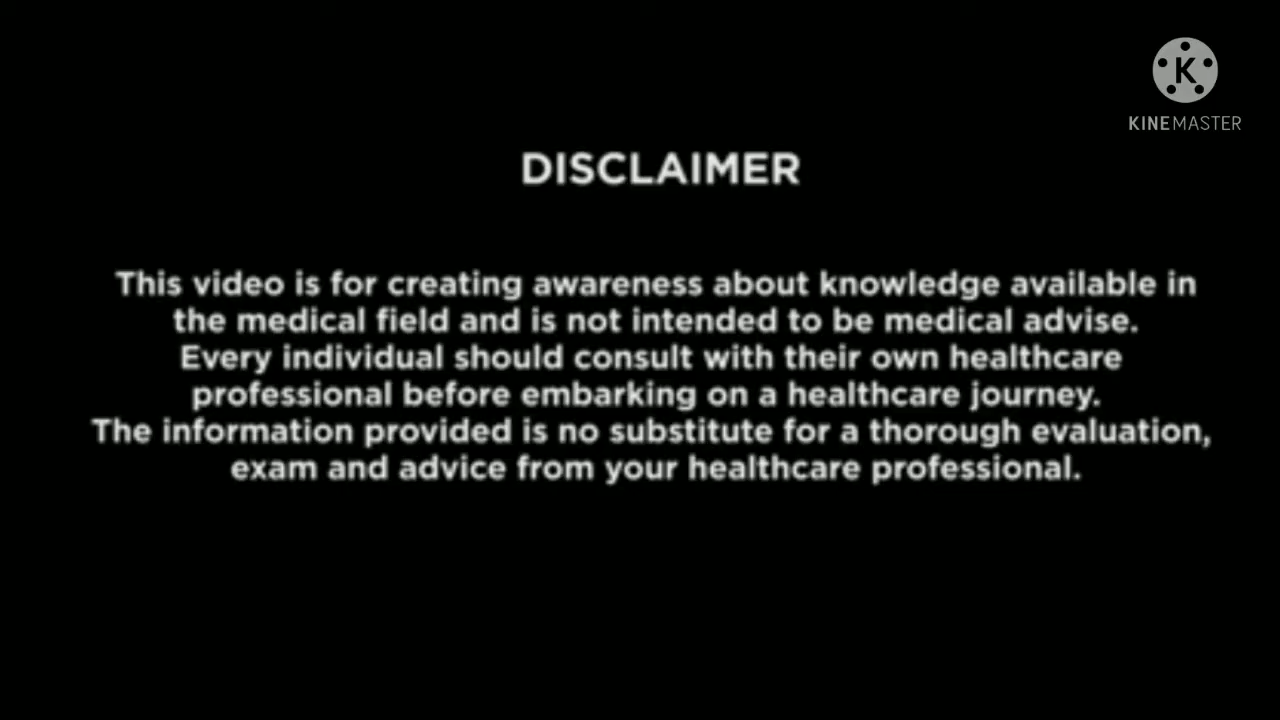 K
KINEMASTER
DISCLAIMER
This video is for creating awareness about knowledge available in
the medical field and is not intended to be medical advise.
Every individual should consult with their own healthcare
professional before embarking on a healthcare journey.
The information provided is no substitute for a thorough evaluation,
exam and advice from your healthcare professional.